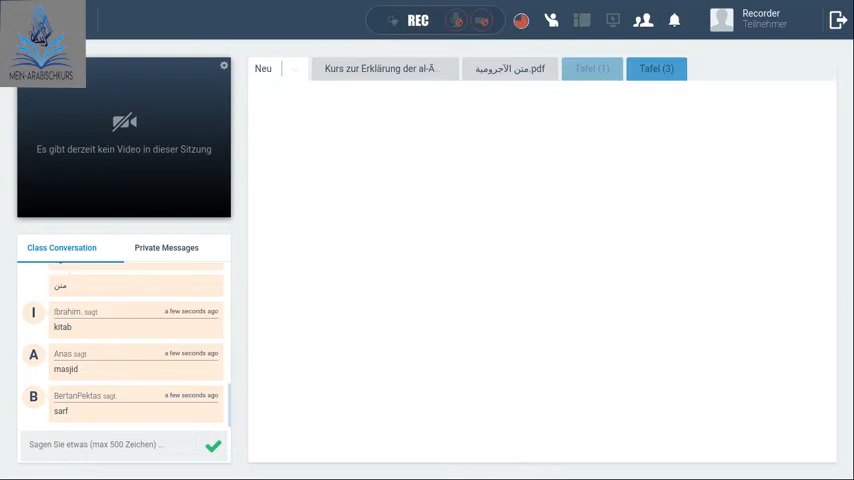 MEIN-ARABISCHKURS
REC
Recorder
Teilnehmer
Es gibt derzeit kein Video in dieser Sitzung
Neu
Kurs zur Erklärung der al-Ā...
متن الآجرومية.pdf
Tafel (1)
Tafel (3)
Class Conversation
Private Messages
متن
I
Ibrahim. sagt
a few seconds ago
kitab
A
Anas sagt
a few seconds ago
masjid
B
BertanPektas sagt
a few seconds ago
sarf
Sagen Sie etwas (max 500 Zeichen) ...